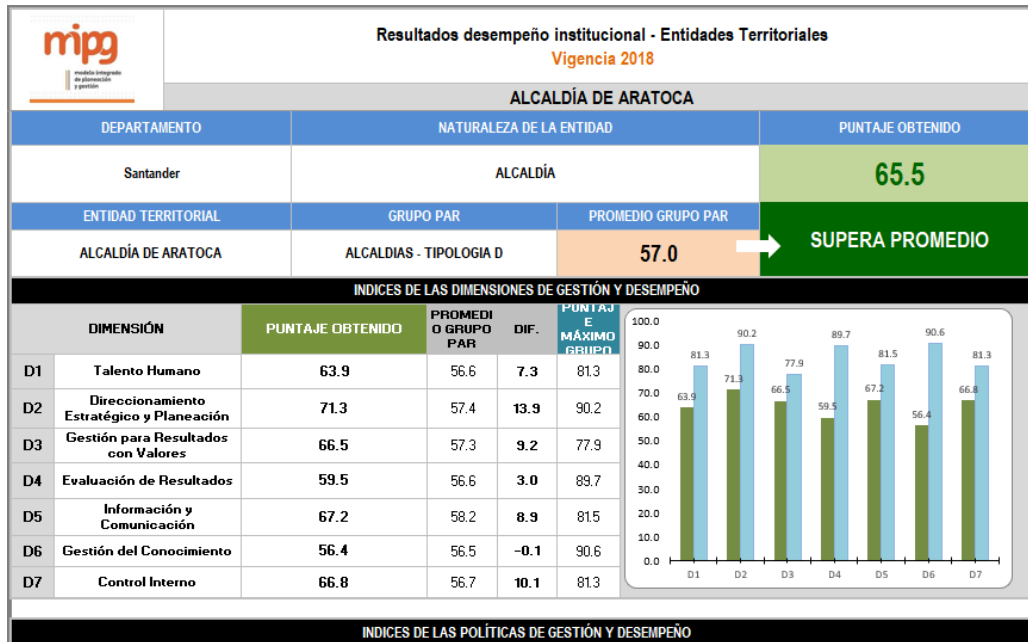 mipg
modelo integrado
de planeación
y gestión
Resultados desempeño institucional - Entidades Territoriales
Vigencia 2018
ALCALDÍA DE ARATOCA
DEPARTAMENTO NATURALEZA DE LA ENTIDAD PUNTAJE OBTENIDO
Santander ALCALDÍA 65.5
ENTIDAD TERRITORIAL GRUPO PAR PROMEDIO GRUPO PAR SUPERA PROMEDIO
ALCALDÍA DE ARATOCA ALCALDIAS - TIPOLOGIA D 57.0
INDICES DE LAS DIMENSIONES DE GESTIÓN Y DESEMPEÑO
DIMENSIÓN
PUNTAJE OBTENIDO
PROMEDI
O GRUPO
PAR
DIF.
PUNTAJ
E
MÁXIMO
GRUPO
D1 Talento Humano 63.9 56.6 7.3 81.3
D2 Direccionamiento
Estratégico y Planeación 71.3 57.4 13.9 90.2
D3 Gestión para Resultados
con Valores 66.5 57.3 9.2 77.9
D4 Evaluación de Resultados 59.5 56.6 3.0 89.7
D5 Información y
Comunicación 67.2 58.2 8.9 81.5
D6 Gestión del Conocimiento 56.4 56.5 -0.1 90.6
D7 Control Interno 66.8 56.7 10.1 81.3
100.0
90.0
80.0
70.0
60.0
50.0
40.0
30.0
20.0
10.0
0.0
63.9 81.3 71.3 90.2 66.5 77.9 59.5 89.7 67.2 81.5 56.4 90.6 66.8 81.3
D1 D2 D3 D4 D5 D6 D7
INDICES DE LAS POLÍTICAS DE GESTIÓN Y DESEMPEÑO